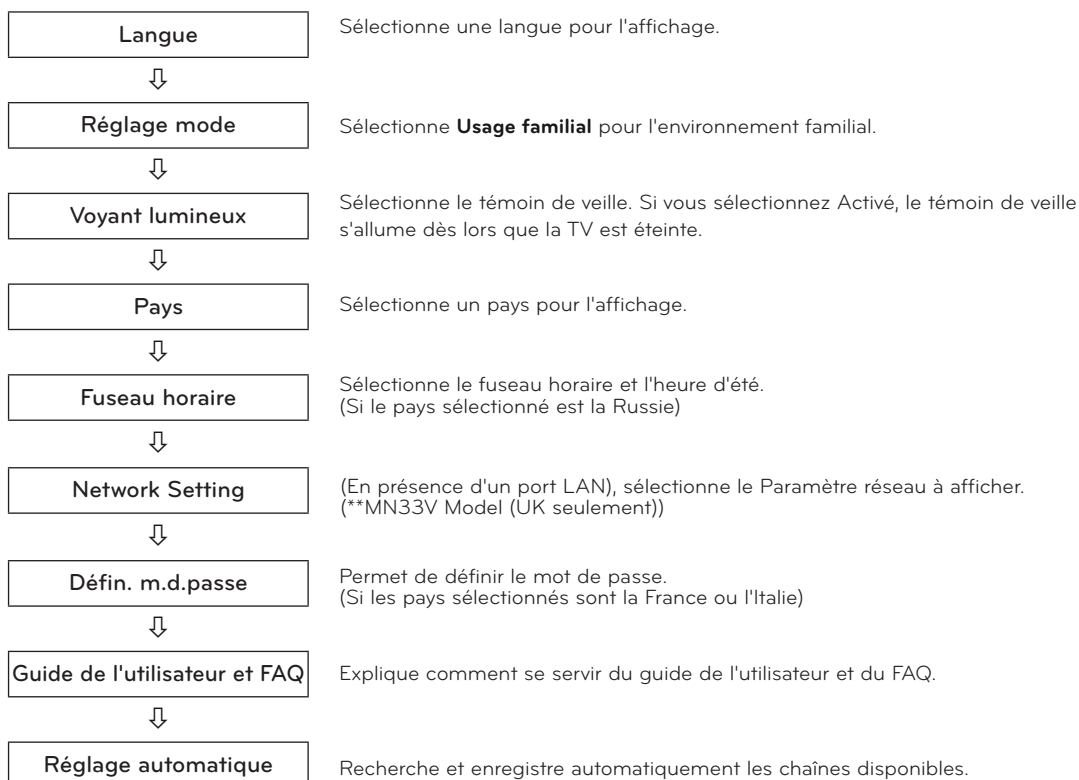 Langue
Sélectionne une langue pour l'affichage.
Réglage mode
Sélectionne Usage familial pour l'environnement familial.
Voyant lumineux
Sélectionne le témoin de veille. Si vous sélectionnez Activé, le témoin de veille
s'allume dès lors que la TV est éteinte.
Pays
Sélectionne un pays pour l'affichage.
Fuseau horaire
Sélectionne le fuseau horaire et l'heure d'été.
(Si le pays sélectionné est la Russie)
Network Setting
(En présence d'un port LAN), sélectionne le Paramètre réseau à afficher.
(**MN33V Model (UK seulement))
Défin. m.d.passe
Permet de définir le mot de passe.
(Si les pays sélectionnés sont la France ou l'Italie)
Guide de l'utilisateur et FAQ
Explique comment se servir du guide de l'utilisateur et du FAQ.
Réglage automatique
Recherche et enregistre automatiquement les chaînes disponibles.